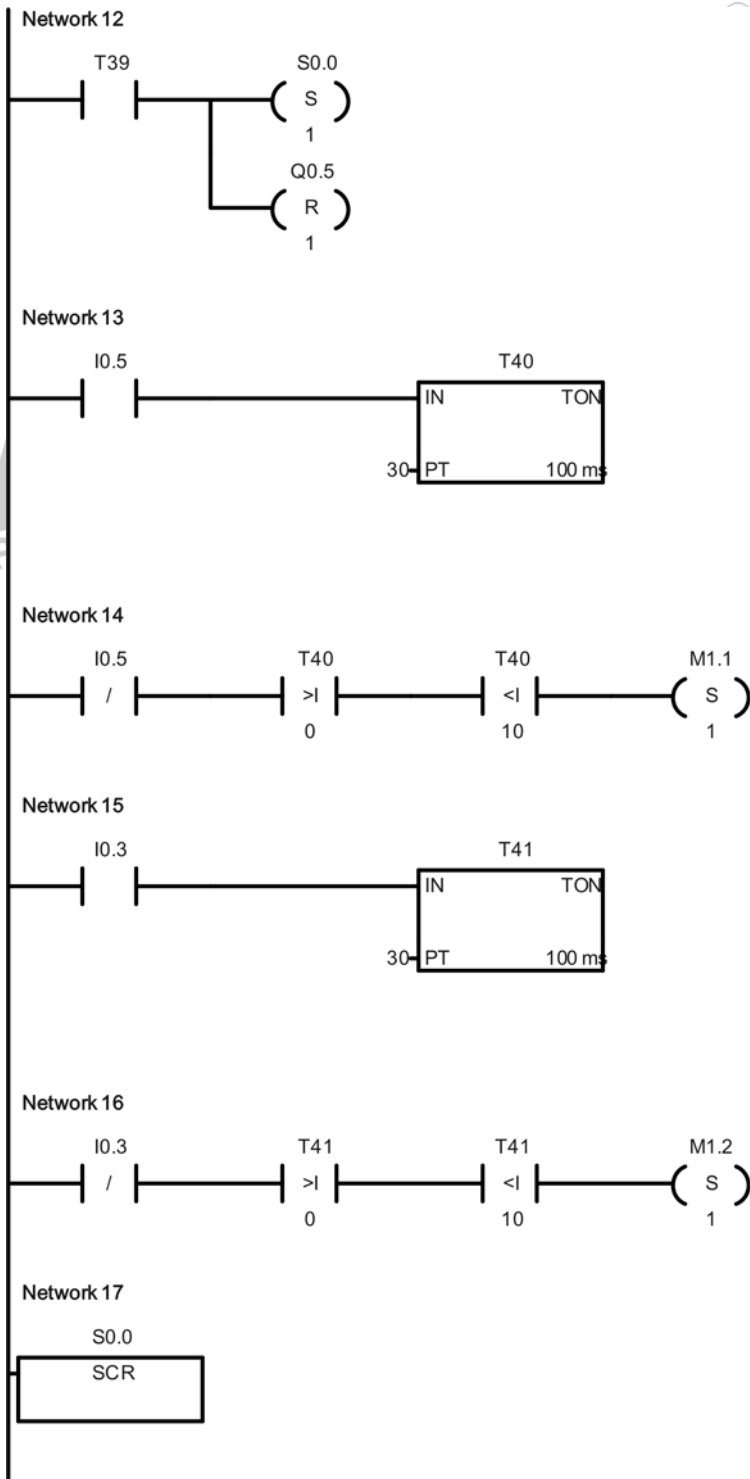 Network 12
T39 S0.0
S
1
Q0.5
R
1
Network 13
I0.5 T40
IN TON
30 PT 100 ms
Network 14
I0.5 T40 T40 M1.1
/ >I <I S
0 10 1
Network 15
I0.3 T41
IN TON
30 PT 100 ms
Network 16
I0.3 T41 T41 M1.2
/ >I <I S
0 10 1
Network 17
S0.0
SCR